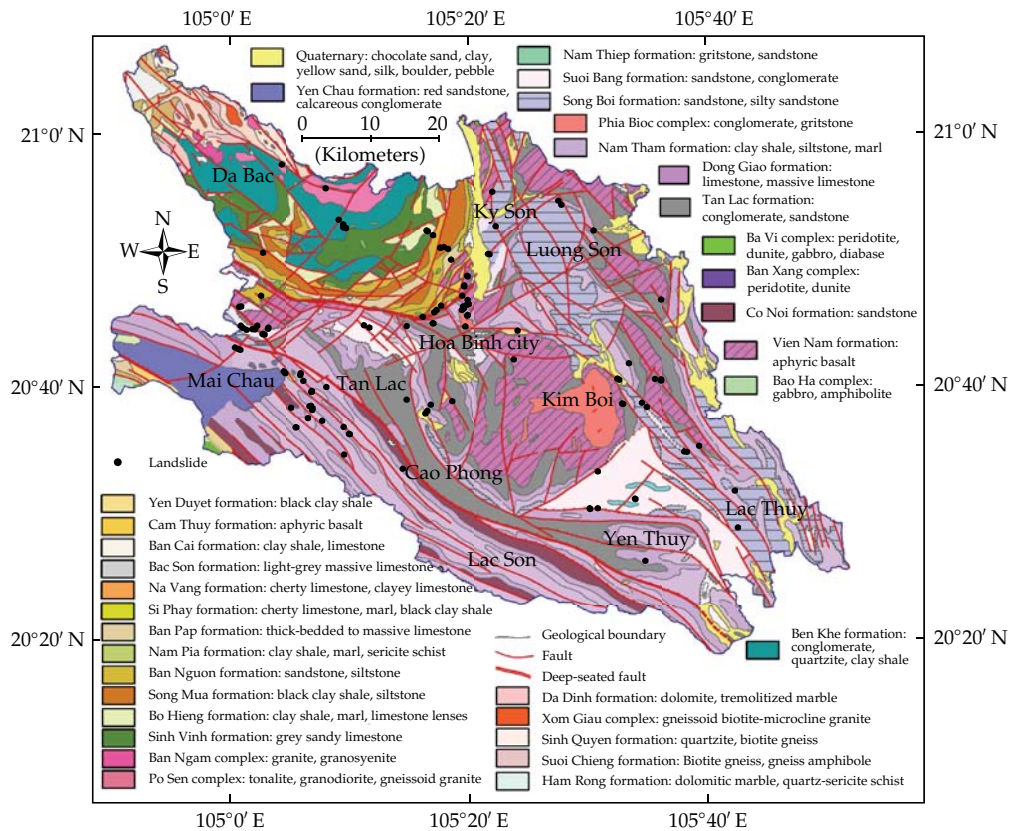 105°0′ E
105°20′ E
105°40′ E
Quaternary: chocolate sand, clay,
yellow sand, silk, boulder, pebble
Yen Chau formation: red sandstone,
calcareous conglomerate
0
10
20
(Kilometers)
Nam Thiep formation: gritstone, sandstone
Suoi Bang formation: sandstone, conglomerate
Song Boi formation: sandstone, silty sandstone
Phia Bioc complex: conglomerate, gritstone
Nam Tham formation: clay shale, siltstone, marl
Dong Giao formation:
limestone, massive limestone
Tan Lac formation:
conglomerate, sandstone
Ba Vi complex: peridotite,
dunite, gabbro, diabase
Ban Xang complex:
peridotite, dunite
Co Noi formation: sandstone
Vien Nam formation:
aphyric basalt
Bao Ha complex:
gabbro, amphibolite
21°0′ N
21°0′ N
N
W
E
S
Da Bac
Ky Son
Luong Son
Hoa Binh city
Mai Chau
Tan Lac
Kim Boi
20°40′ N
20°40′ N
Cao Phong
Lac Thuy
Yen Thuy
Lac Son
Landslide
Yen Duyet formation: black clay shale
Cam Thuy formation: aphyric basalt
Ban Cai formation: clay shale, limestone
Bac Son formation: light-grey massive limestone
Na Vang formation: cherty limestone, clayey limestone
Si Phay formation: cherty limestone, marl, black clay shale
Ban Pap formation: thick-bedded to massive limestone
Nam Pia formation: clay shale, marl, sericite schist
Ban Nguon formation: sandstone, siltstone
Song Mua formation: black clay shale, siltstone
Bo Hieng formation: clay shale, marl, limestone lenses
Sinh Vinh formation: grey sandy limestone
Ban Ngam complex: granite, granosyenite
Po Sen complex: tonalite, granodiorite, gneissoid granite
20°20′ N
20°20′ N
Geological boundary
Fault
Deep-seated fault
Da Dinh formation: dolomite, tremolitized marble
Xom Giau complex: gneissoid biotite-microcline granite
Sinh Quyen formation: quartzite, biotite gneiss
Suoi Chieng formation: Biotite gneiss, gneiss amphibole
Ham Rong formation: dolomitic marble, quartz-sericite schist
Ben Khe formation:
conglomerate,
quartzite, clay shale
105°0′ E
105°20′ E
105°40′ E